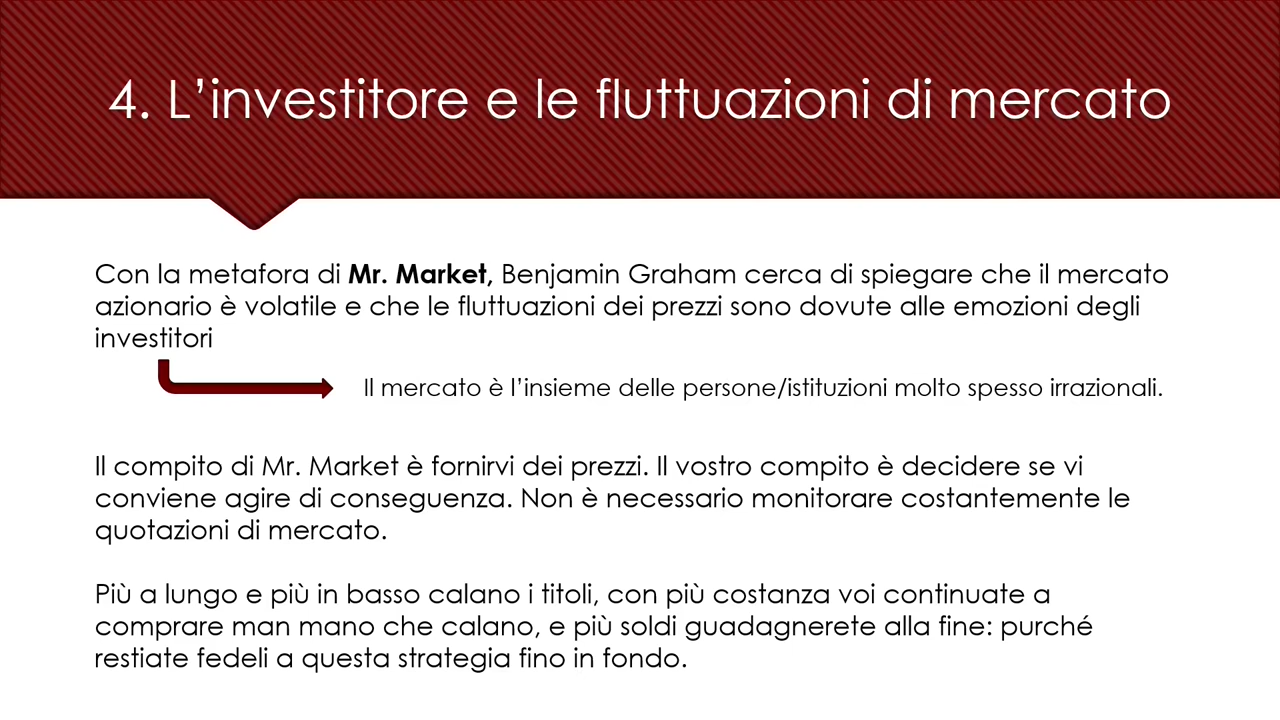 4. L’investitore e le fluttuazioni di mercato
Con la metafora di Mr. Market, Benjamin Graham cerca di spiegare che il mercato
azionario è volatile e che le fluttuazioni dei prezzi sono dovute alle emozioni degli
investitori
Il mercato è l’insieme delle persone/istituzioni molto spesso irrazionali.
Il compito di Mr. Market è fornirvi dei prezzi. Il vostro compito è decidere se vi
conviene agire di conseguenza. Non è necessario monitorare costantemente le
quotazioni di mercato.
Più a lungo e più in basso calano i titoli, con più costanza voi continuate a
comprare man mano che calano, e più soldi guadagnerete alla fine: purché
restiate fedeli a questa strategia fino in fondo.